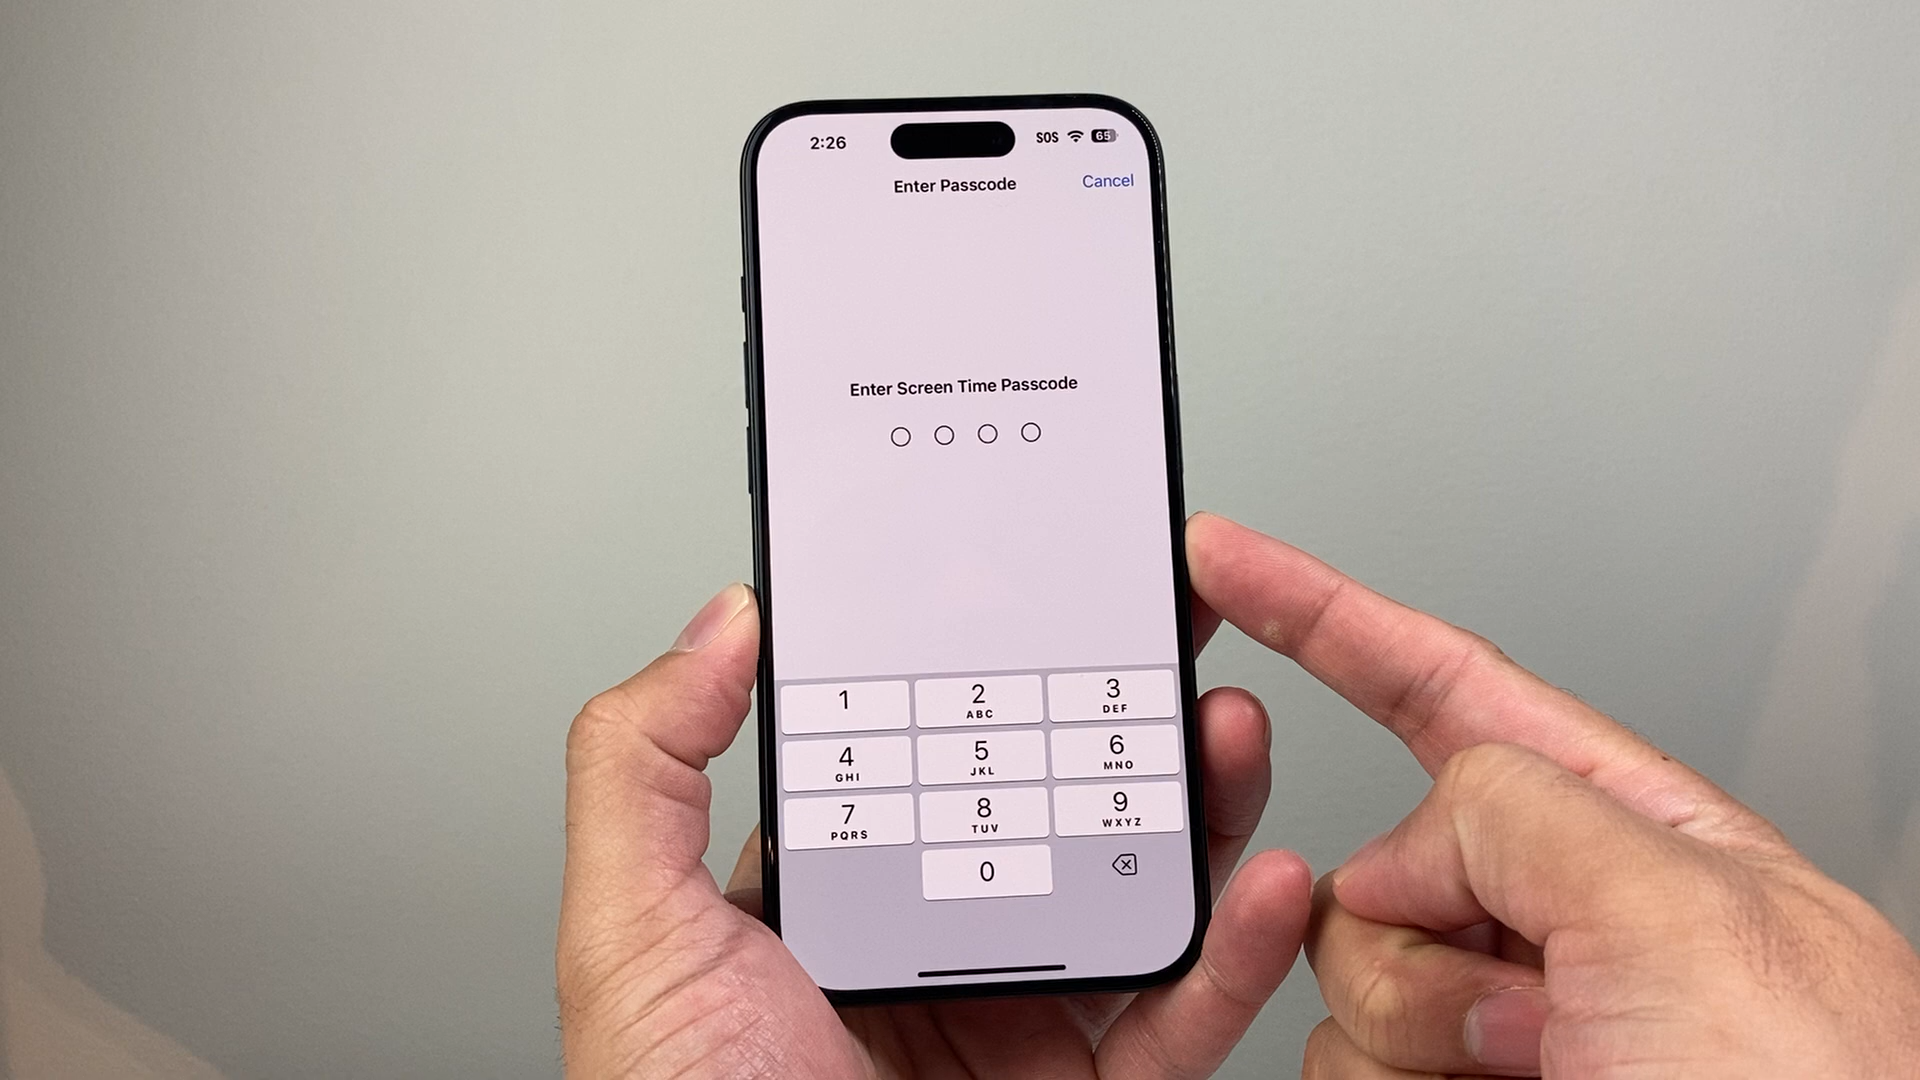 2:26 SOS 65
Enter Passcode Cancel
Enter Screen Time Passcode
1 2 3
ABC DEF
4 5 6
GHI JKL MNO
7 8 9
PQRS TUV WXYZ
0